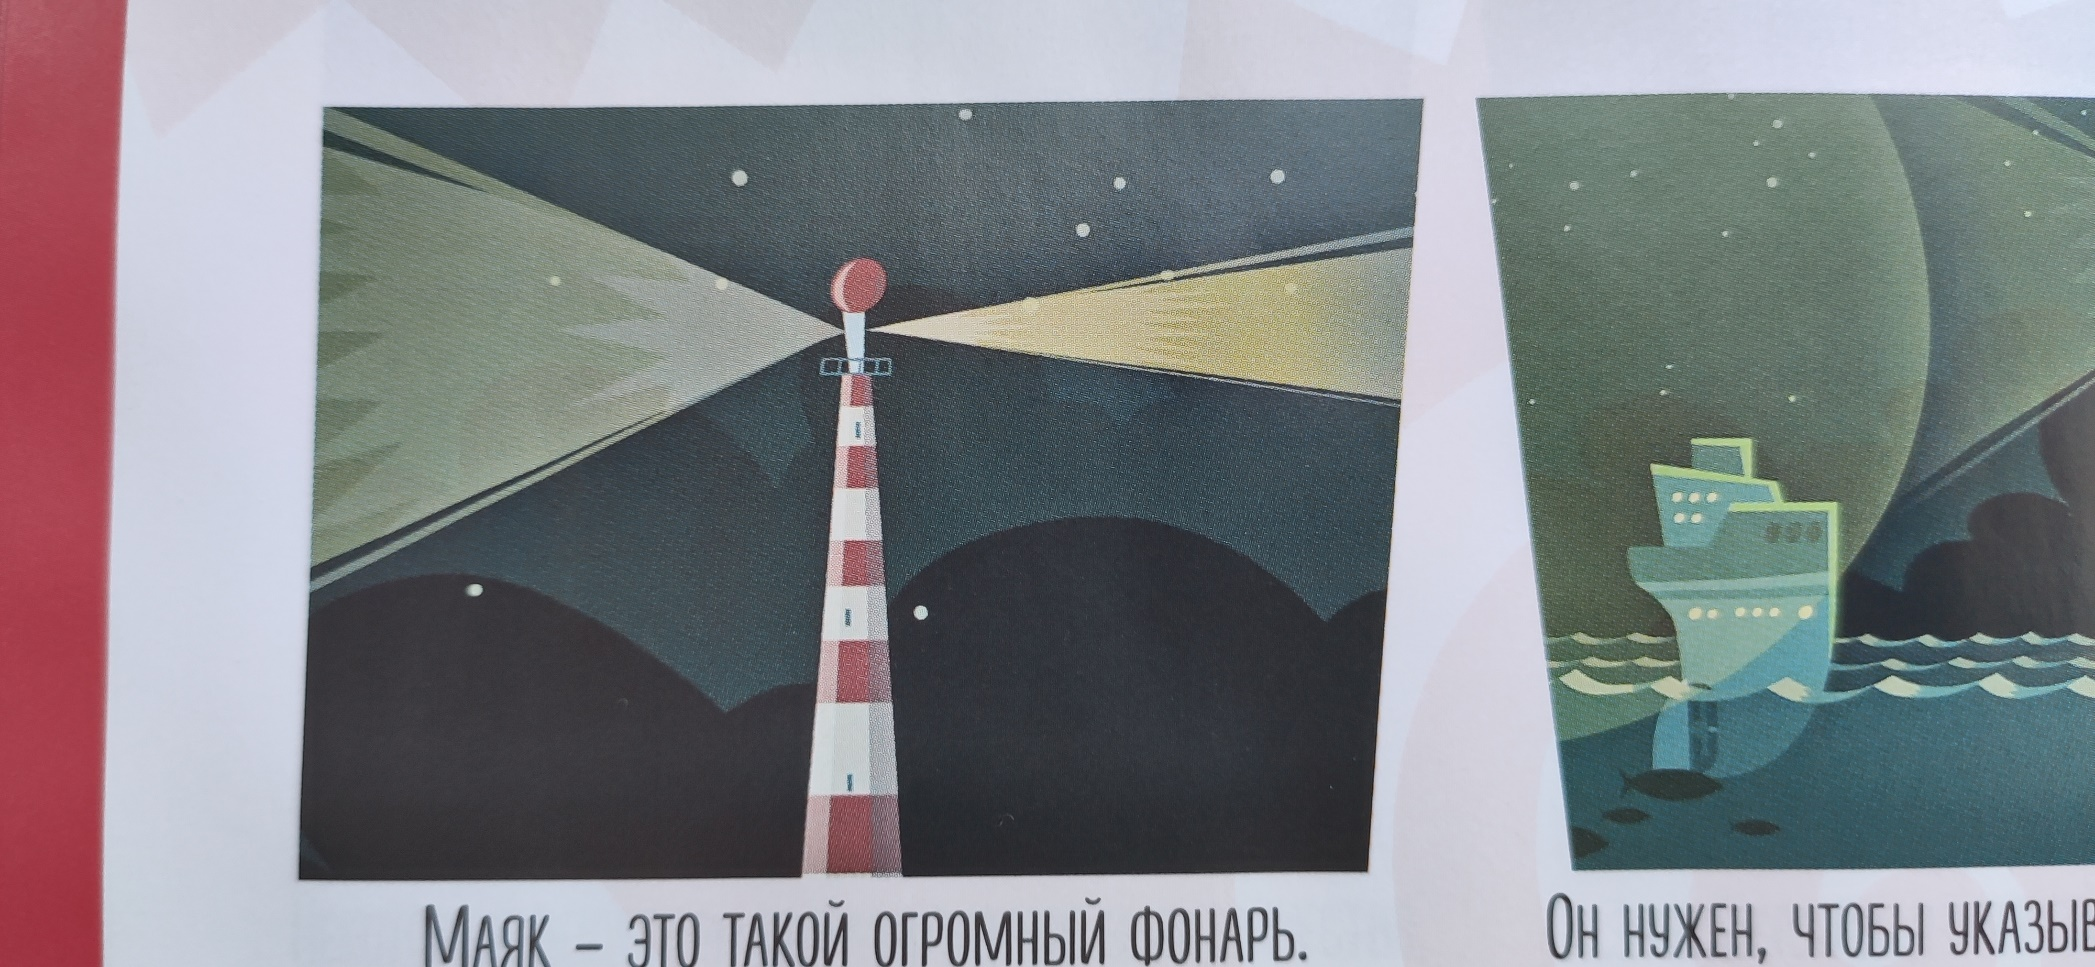 Маяк – это такой огромный фонарь.
Он нужен, чтобы